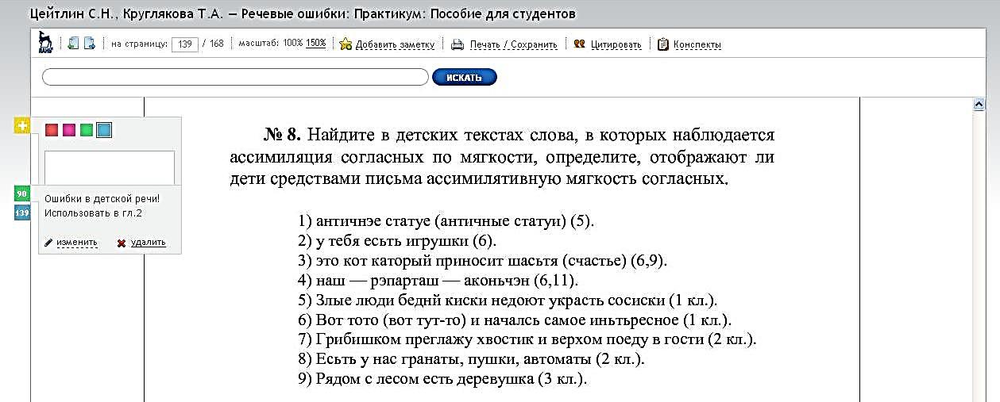 Цейтлин С.Н., Круглякова Т.А. — Речевые ошибки: Практикум: Пособие для студентов
на страницу: 139 / 168 масштаб: 100% 150% Добавить заметку Печать / Сохранить Цитировать Конспекты
ИСКАТЬ
№ 8. Найдите в детских текстах слова, в которых наблюдается
ассимиляция согласных по мягкости, определите, отображают ли
дети средствами письма ассимилятивную мягкость согласных.
90
139
Ошибки в детской речи!
Использовать в гл.2
изменить удалить
1) античнэе статуе (античные статуи) (5).
2) у тебя есьть игрушки (6).
3) это кот каторый приносит шасьтя (счастье) (6,9).
4) наш — рэпарташ — аконьчэн (6,11).
5) Злые люди беднй киски недоют украсть сосиски (1 кл.).
6) Вот тото (вот тут-то) и началсь самое иньтьресное (1 кл.).
7) Грибишком преглажу хвостик и верхом поеду в гости (2 кл.).
8) Есьть у нас гранаты, пушки, автоматы (2 кл.).
9) Рядом с лесом есть деревушка (3 кл.).